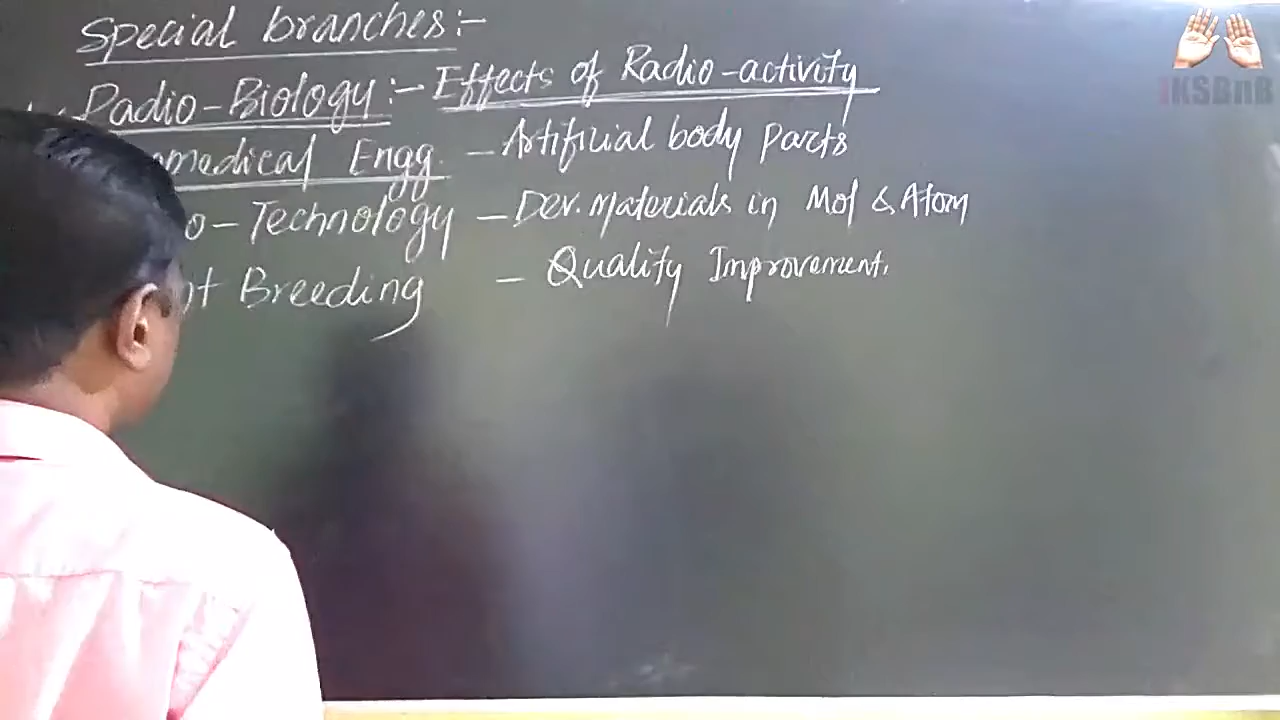 Special branches:-
Radio-Biology:- Effects of Radio-activity
medical Engg. - Artificial body parts
o-Technology - Dev. materials in Mol & Atom
t Breeding - Quality Improvement.
IKSBnB